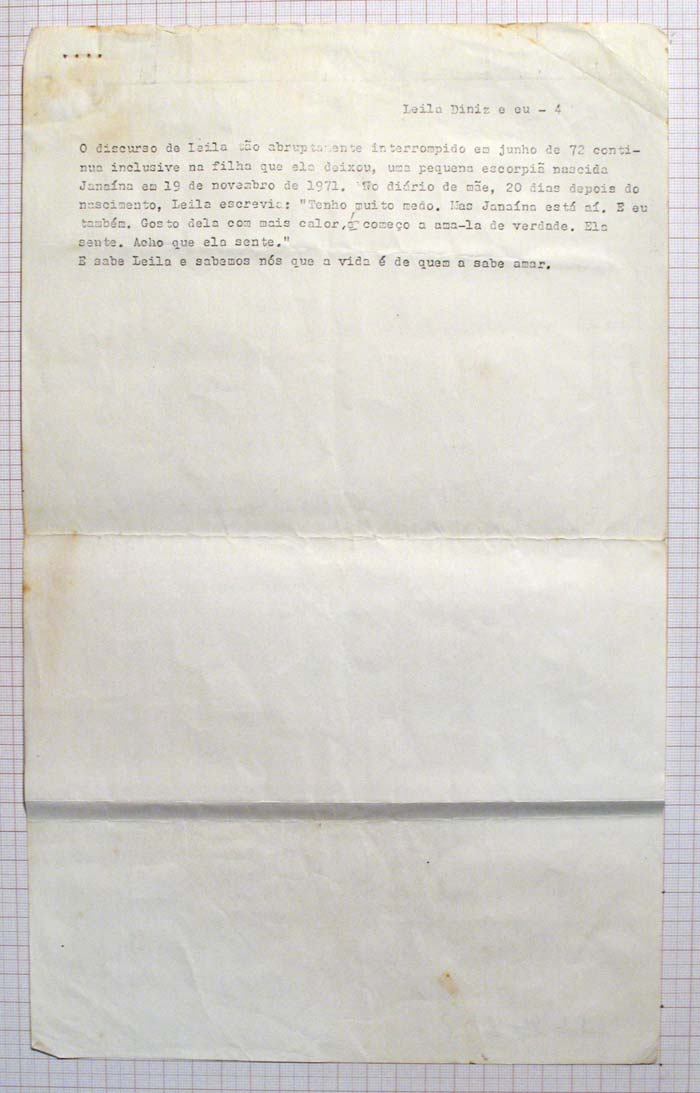 Leila Diniz e eu - 4
O discurso de Leila tão abruptamente interrompido em junho de 72 conti-
nua inclusive na filha que ela deixou, uma pequena escorpiã nascida
Janaína em 19 de novembro de 1971. No diário de mãe, 20 dias depois do
nascimento, Leila escrevia: "Tenho muito medo. Mas Janaína está aí. E eu
também. Gosto dela com mais calor, começo a ama-la de verdade. Ela
sente. Acho que ela sente."
E sabe Leila e sabemos nós que a vida é de quem a sabe amar.